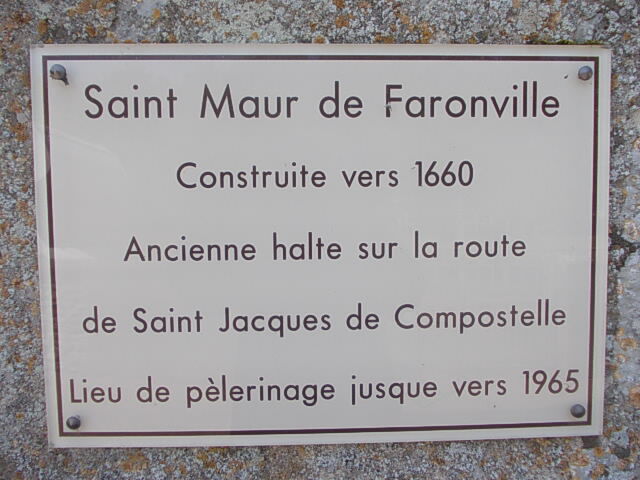 Saint Maur de Faronville
Construite vers 1660
Ancienne halte sur la route
de Saint Jacques de Compostelle
Lieu de pèlerinage jusque vers 1965